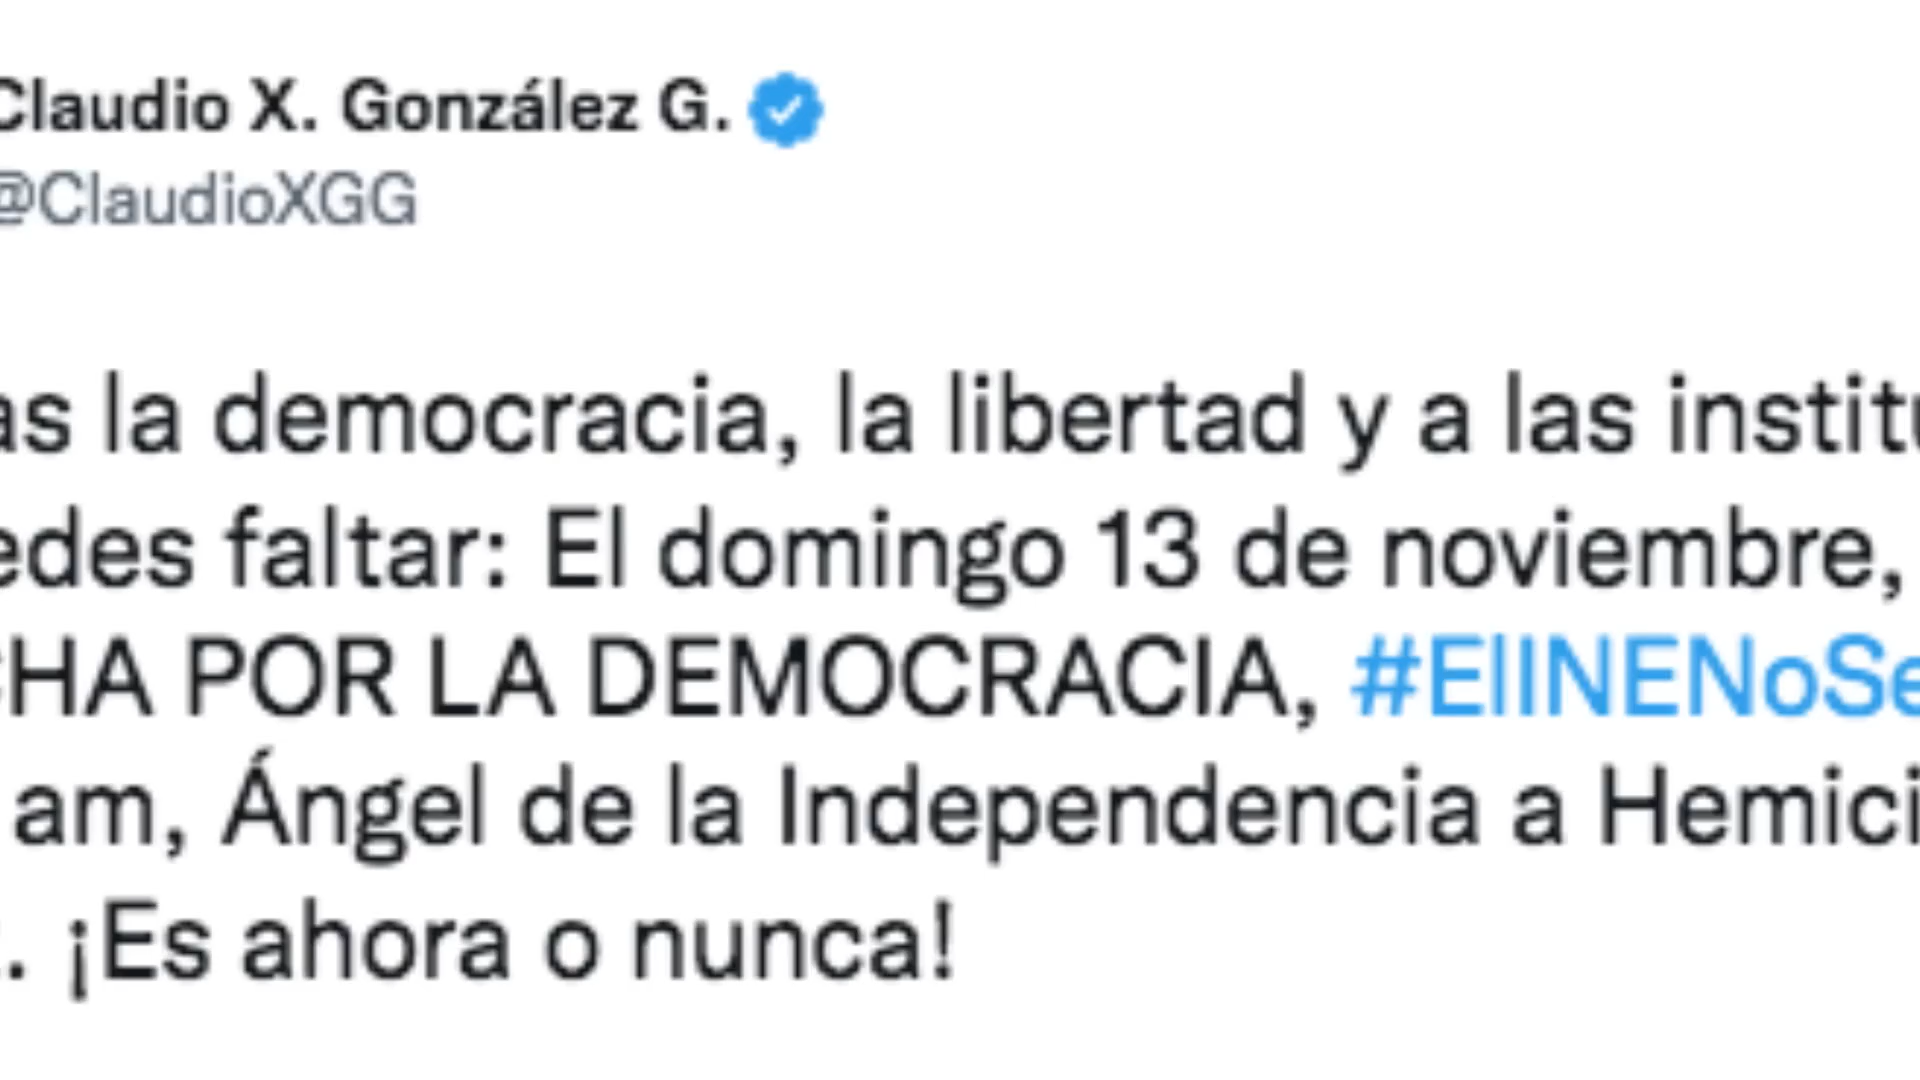 Claudio X. González G.
@ClaudioXGG
as la democracia, la libertad y a las institu
edes faltar: El domingo 13 de noviembre,
CHA POR LA DEMOCRACIA, #ElINENoSe
am, Ángel de la Independencia a Hemici
. ¡Es ahora o nunca!